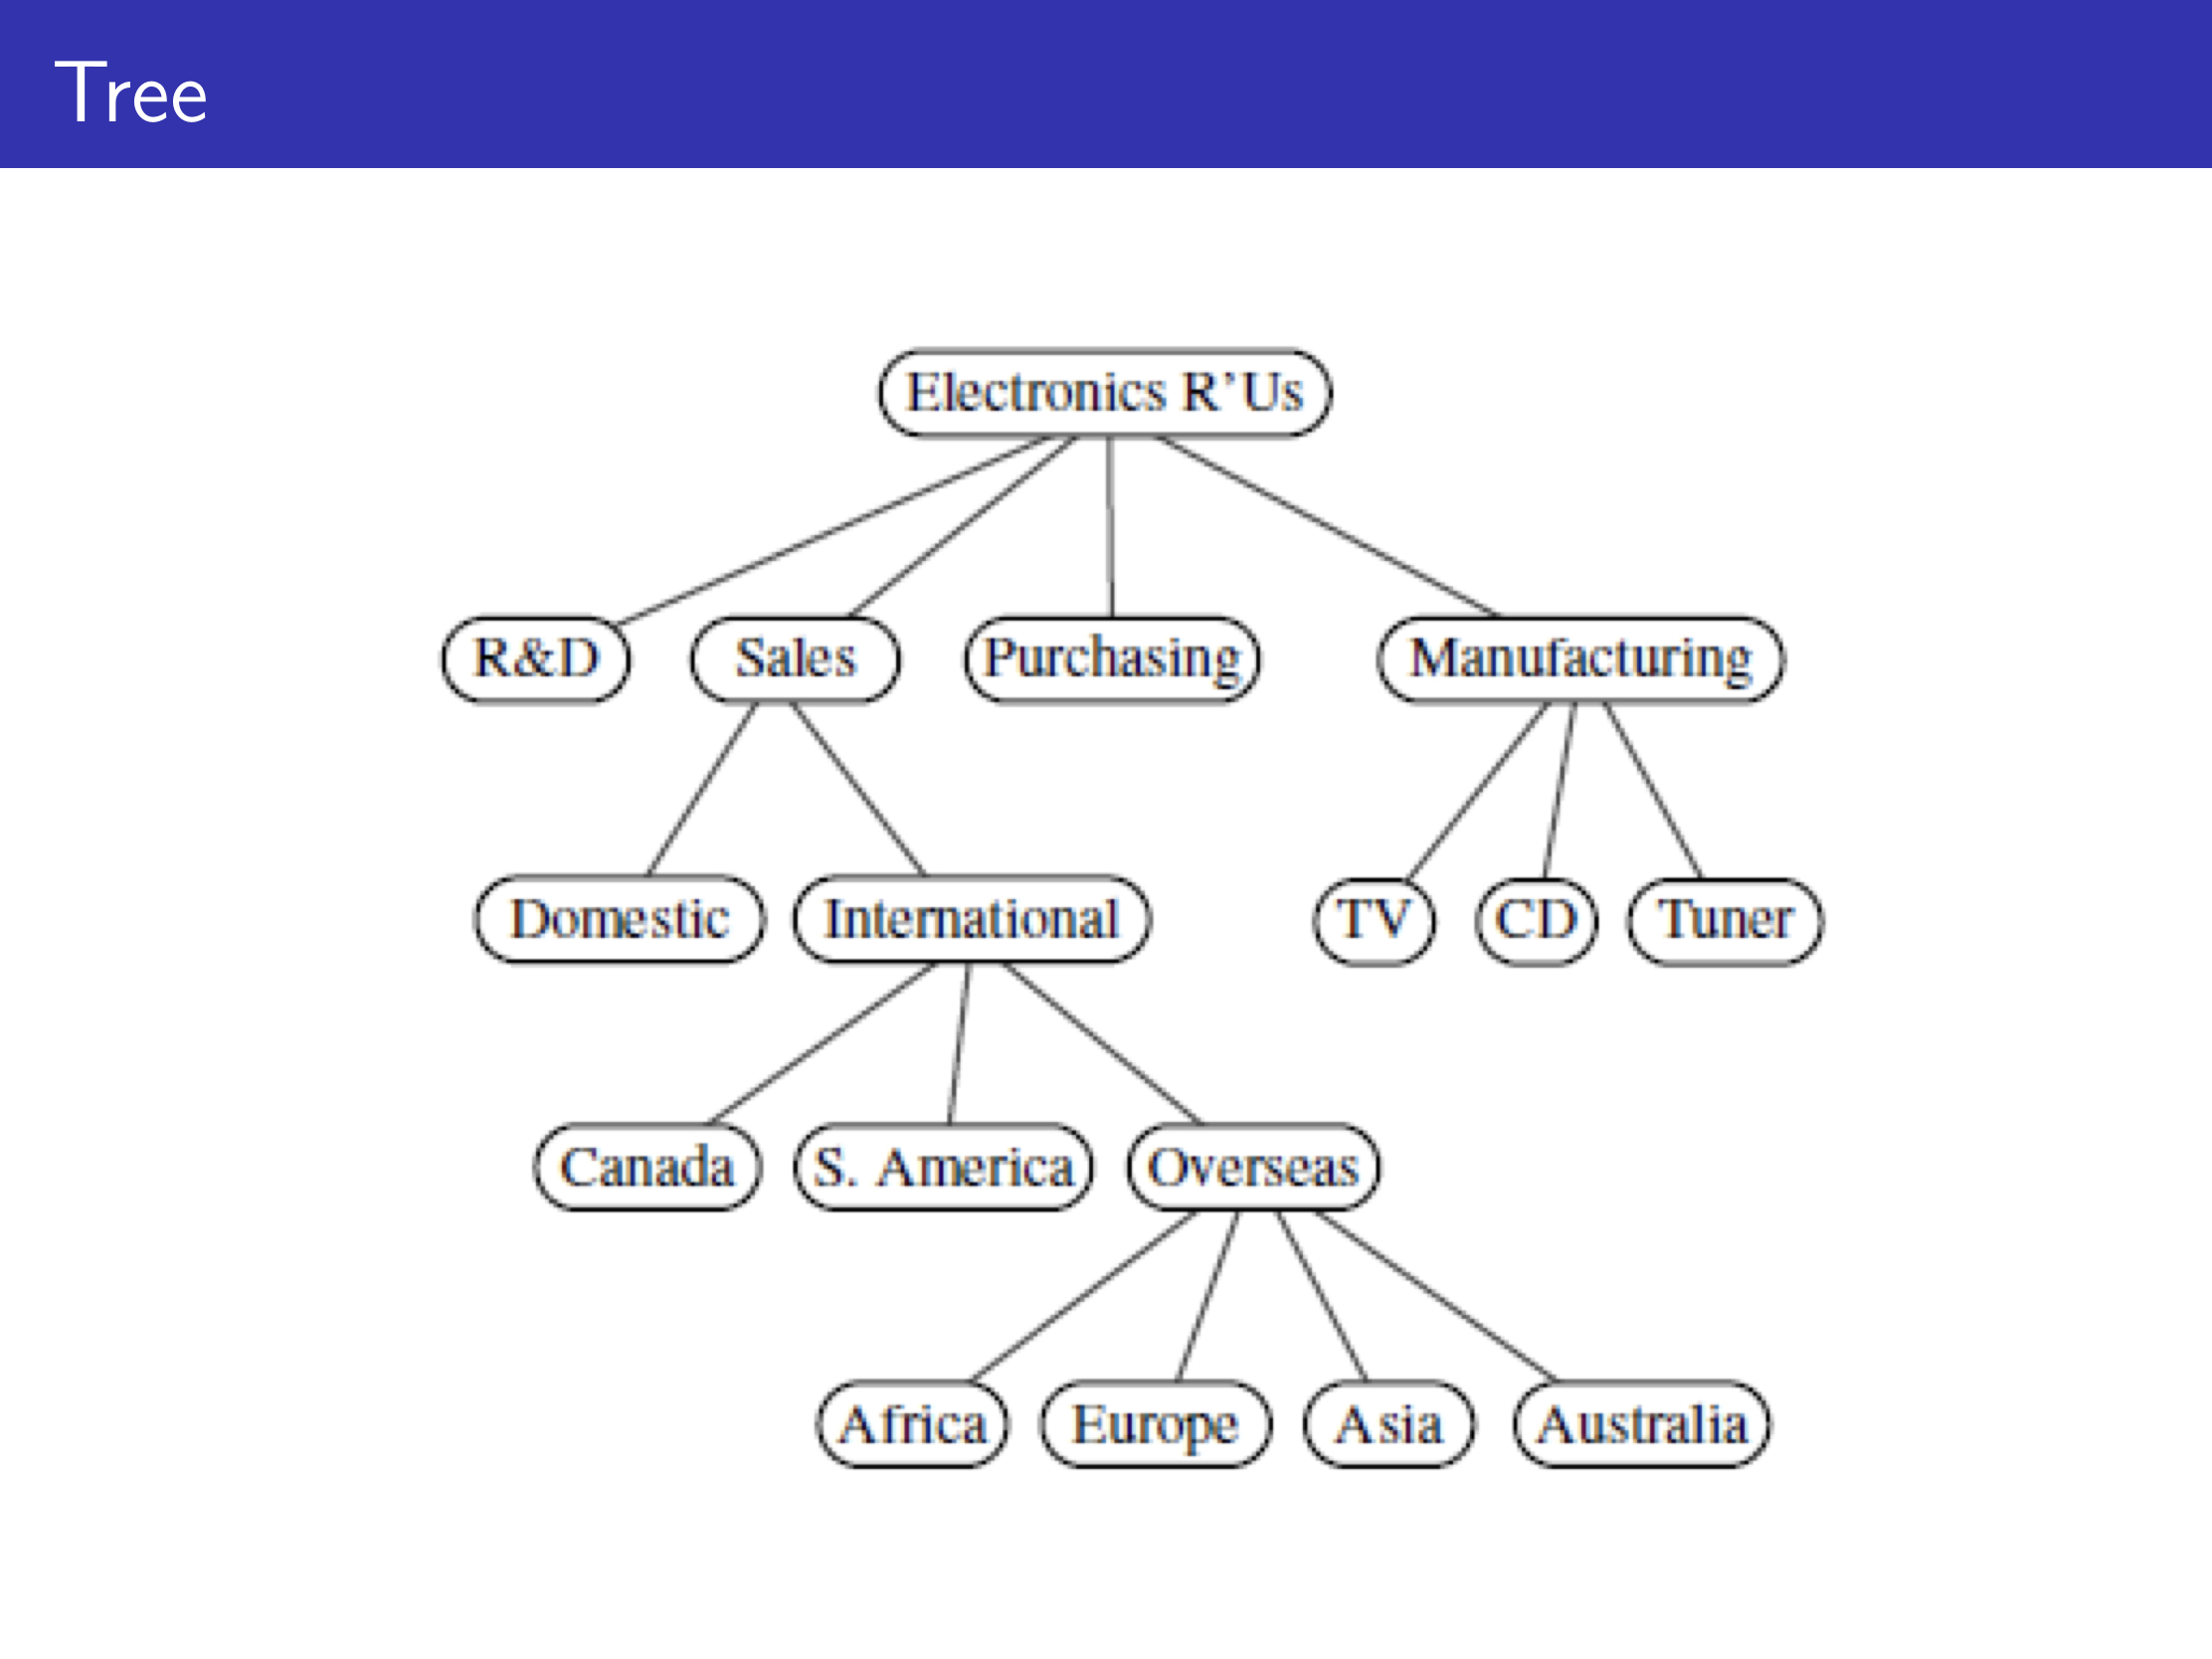 Tree
Electronics R'Us
R&D Sales Purchasing Manufacturing
Domestic International TV CD Tuner
Canada S. America Overseas
Africa Europe Asia Australia